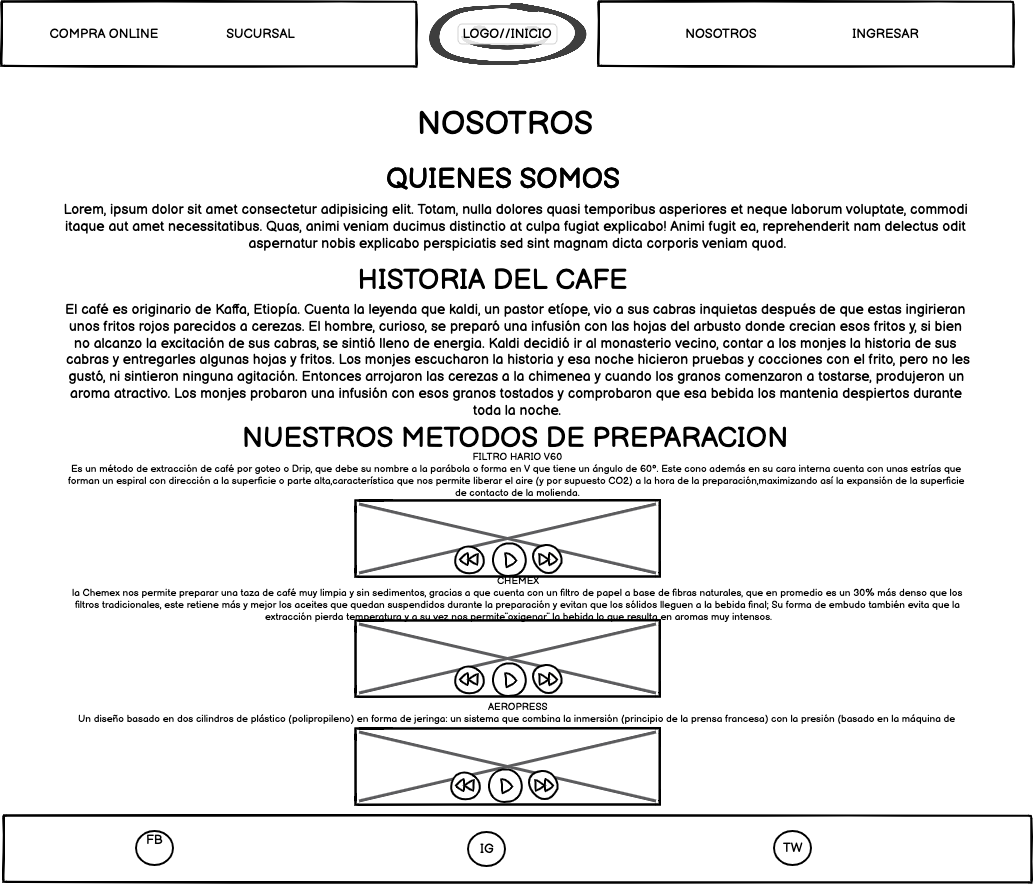 COMPRA ONLINE SUCURSAL LOGO//INICIO NOSOTROS INGRESAR
NOSOTROS
QUIENES SOMOS
Lorem, ipsum dolor sit amet consectetur adipisicing elit. Totam, nulla dolores quasi temporibus asperiores et neque laborum voluptate, commodi
itaque aut amet necessitatibus. Quas, animi veniam ducimus distinctio at culpa fugiat explicabo! Animi fugit ea, reprehenderit nam delectus odit
aspernatur nobis explicabo perspiciatis sed sint magnam dicta corporis veniam quod.
HISTORIA DEL CAFE
El café es originario de Kaffa, Etiopía. Cuenta la leyenda que kaldi, un pastor etíope, vio a sus cabras inquietas después de que estas ingirieran
unos fritos rojos parecidos a cerezas. El hombre, curioso, se preparó una infusión con las hojas del arbusto donde crecian esos fritos y, si bien
no alcanzo la excitación de sus cabras, se sintió lleno de energia. Kaldi decidió ir al monasterio vecino, contar a los monjes la historia de sus
cabras y entregarles algunas hojas y fritos. Los monjes escucharon la historia y esa noche hicieron pruebas y cocciones con el frito, pero no les
gustó, ni sintieron ninguna agitación. Entonces arrojaron las cerezas a la chimenea y cuando los granos comenzaron a tostarse, produjeron un
aroma atractivo. Los monjes probaron una infusión con esos granos tostados y comprobaron que esa bebida los mantenia despiertos durante
toda la noche.
NUESTROS METODOS DE PREPARACION
FILTRO HARIO V60
Es un método de extracción de café por goteo o Drip, que debe su nombre a la parábola o forma en V que tiene un ángulo de 60º. Este cono además en su cara interna cuenta con unas estrías que
forman un espiral con dirección a la superficie o parte alta,característica que nos permite liberar el aire (y por supuesto CO2) a la hora de la preparación,maximizando así la expansión de la superficie
de contacto de la molienda.
CHEMEX
la Chemex nos permite preparar una taza de café muy limpia y sin sedimentos, gracias a que cuenta con un filtro de papel a base de fibras naturales, que en promedio es un 30% más denso que los
filtros tradicionales, este retiene más y mejor los aceites que quedan suspendidos durante la preparación y evitan que los sólidos lleguen a la bebida final; Su forma de embudo también evita que la
extracción pierda temperatura y a su vez nos permite¨oxigenar¨ la bebida lo que resulta en aromas muy intensos.
AEROPRESS
Un diseño basado en dos cilindros de plástico (polipropileno) en forma de jeringa: un sistema que combina la inmersión (principio de la prensa francesa) con la presión (basado en la máquina de
FB IG TW